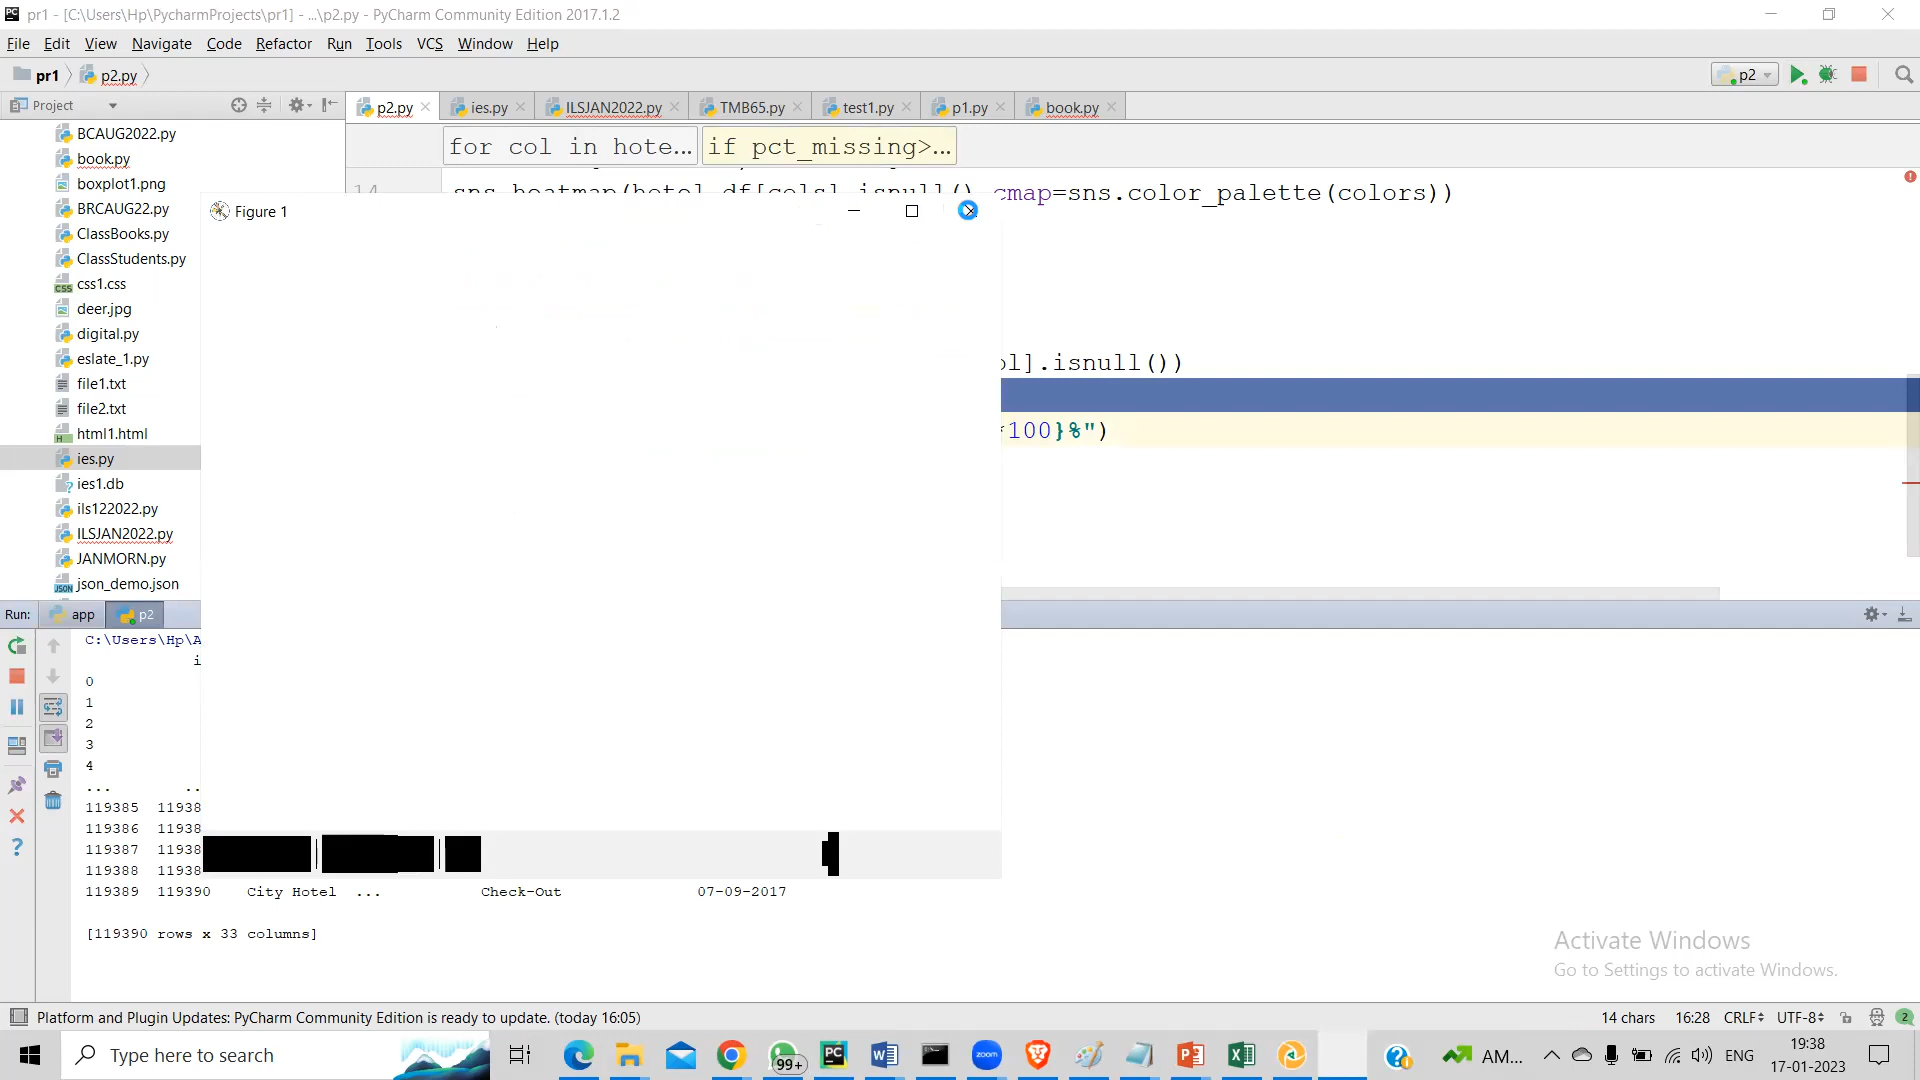 pr1 - [C:\Users\Hp\PycharmProjects\pr1] - ...\p2.py - PyCharm Community Edition 2017.1.2
File Edit View Navigate Code Refactor Run Tools VCS Window Help
pr1 p2.py p2
Project
p2.py ies.py ILSJAN2022.py TMB65.py test1.py p1.py book.py
for col in hote... if pct_missing>...
cmap=sns.color_palette(colors))
Figure 1
ol].isnull())
*100}%")
BCAUG2022.py
book.py
boxplot1.png
BRCAUG22.py
ClassBooks.py
ClassStudents.py
css1.css
deer.jpg
digital.py
eslate_1.py
file1.txt
file2.txt
html1.html
ies.py
ies1.db
ils122022.py
ILSJAN2022.py
JANMORN.py
json_demo.json
Run: app p2
C:\Users\Hp\A
i
0
1
2
3
4
... ..
119385 11938
119386 11938
119387 11938
119388 11938
119389 119390 City Hotel ... Check-Out 07-09-2017
[119390 rows x 33 columns]
Activate Windows
Go to Settings to activate Windows.
Platform and Plugin Updates: PyCharm Community Edition is ready to update. (today 16:05) 14 chars 16:28 CRLF UTF-8 2
Type here to search 99+ zoom AM... ENG 19:38
17-01-2023